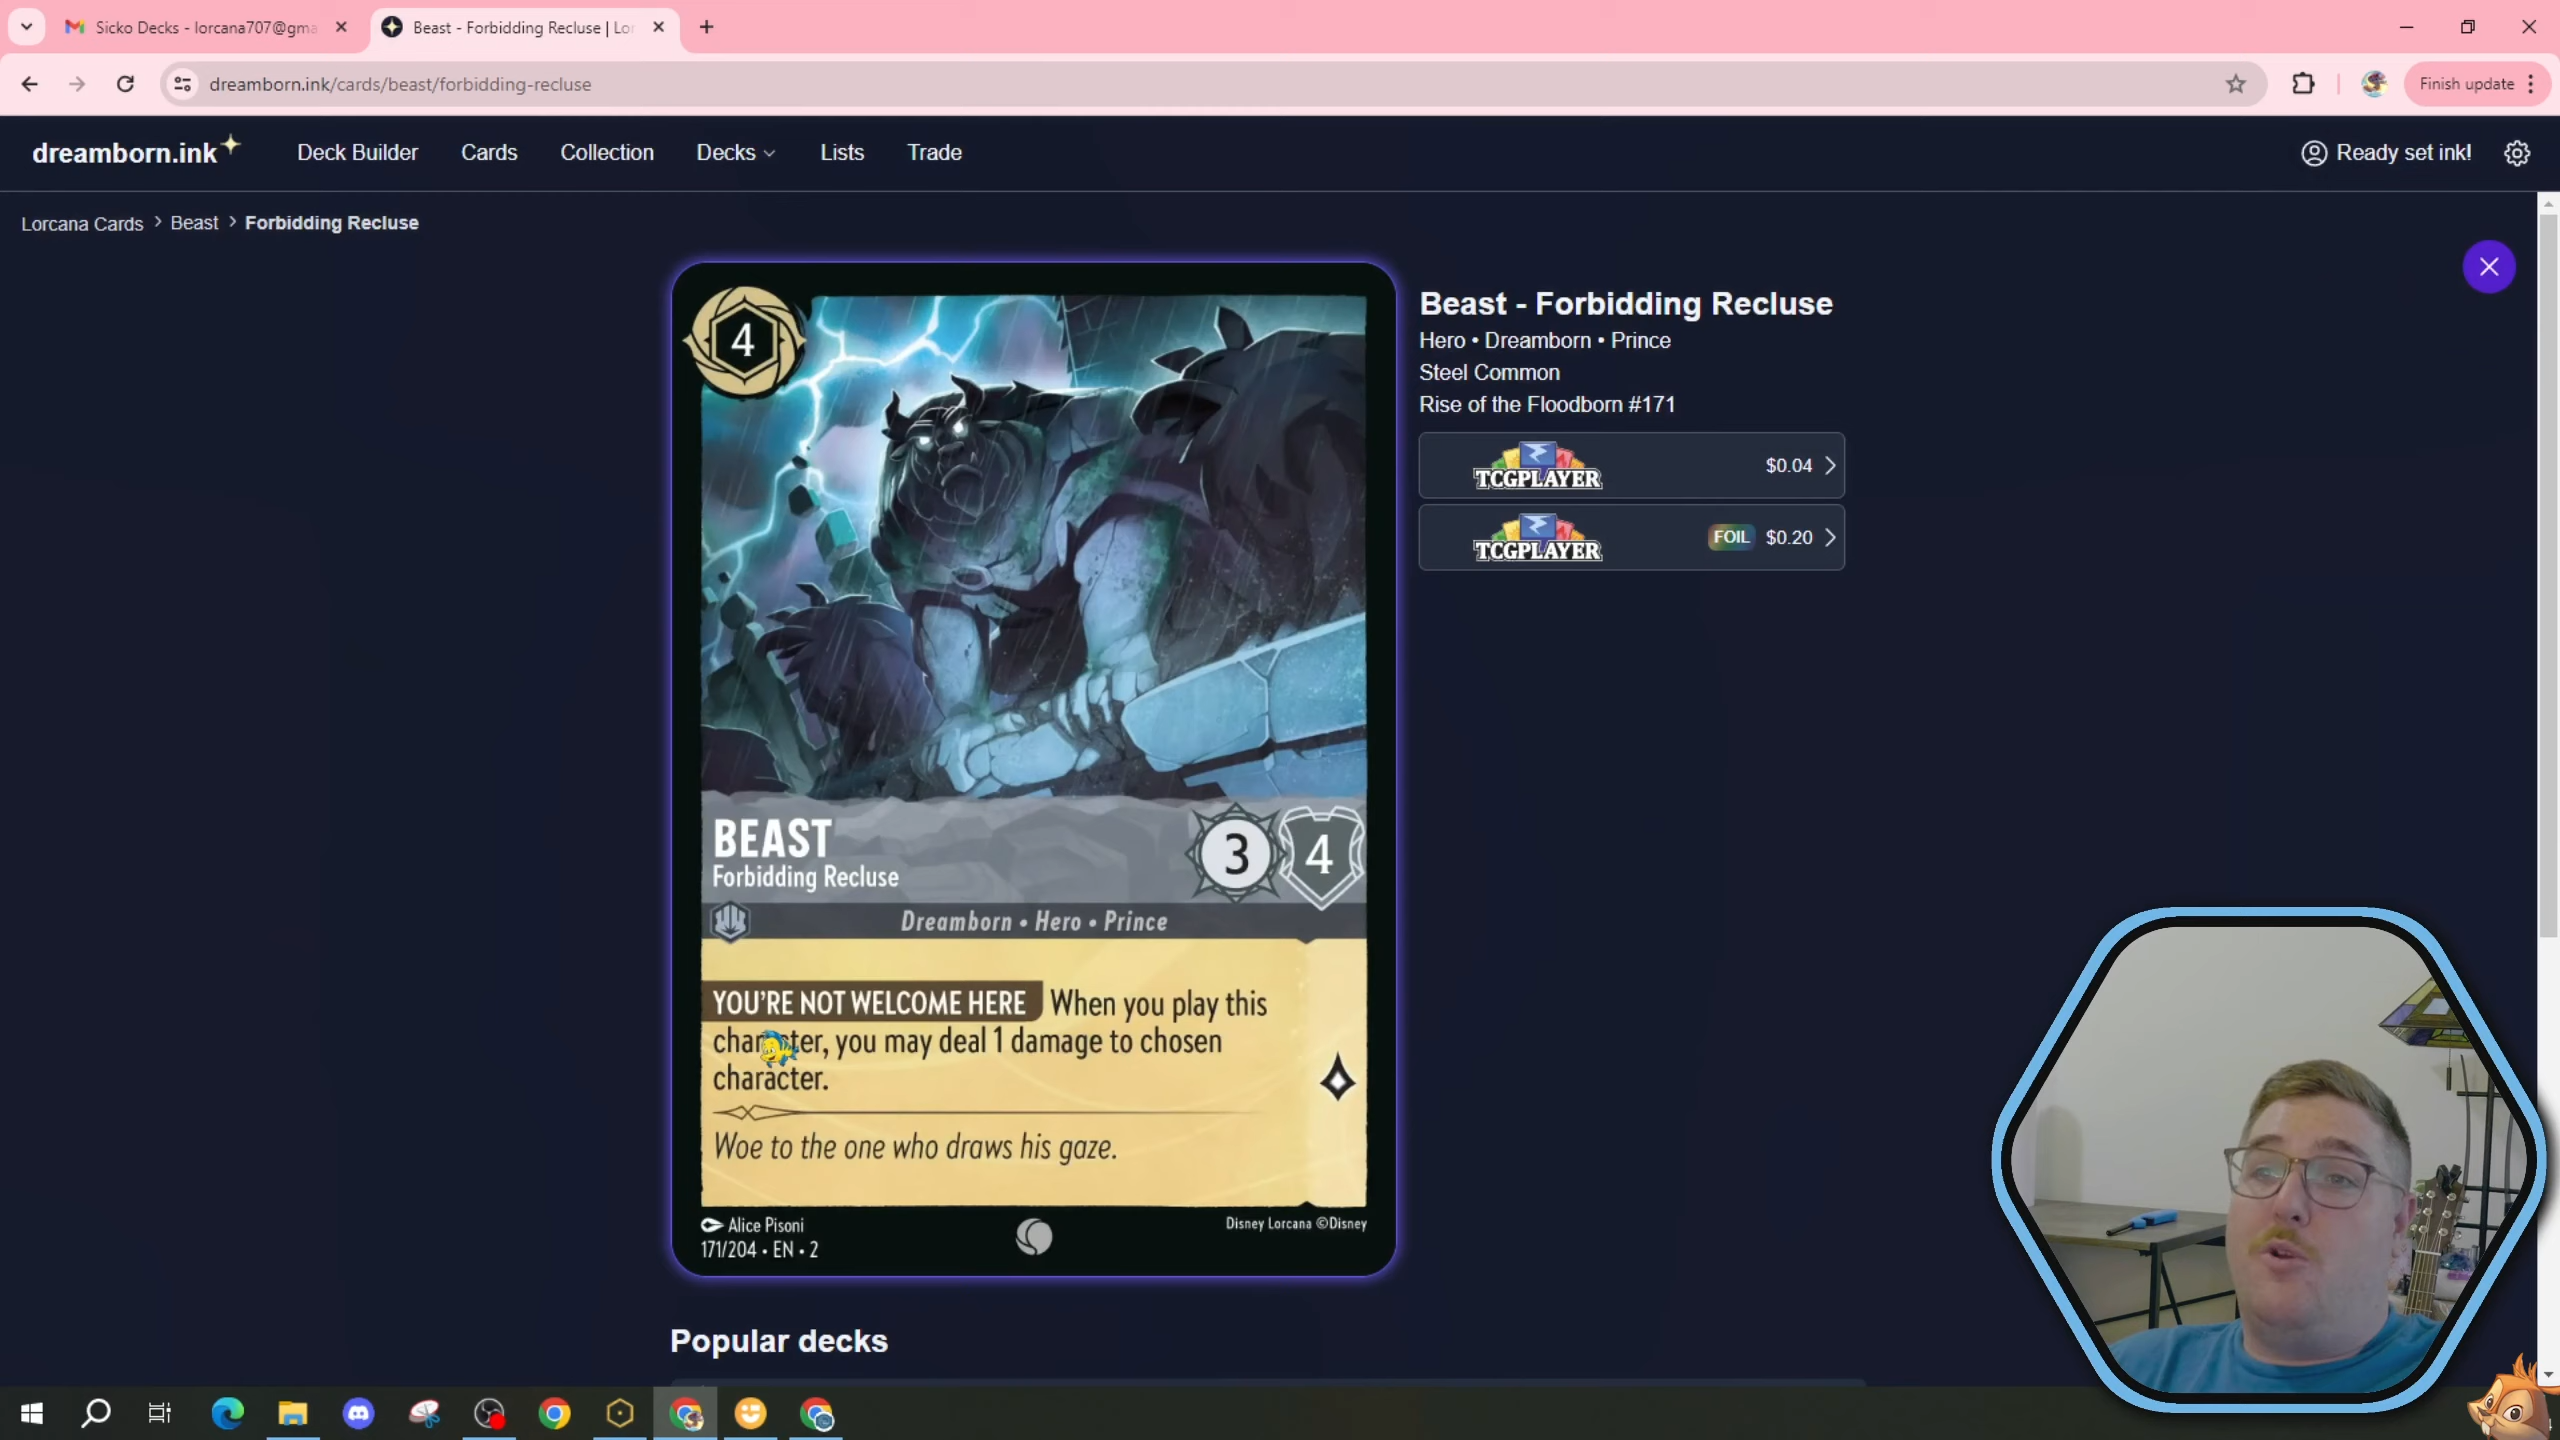 Sicko Decks - lorcana707@gma
Beast - Forbidding Recluse | Lor
dreamborn.ink/cards/beast/forbidding-recluse
Finish update
dreamborn.ink
Deck Builder
Cards
Collection
Decks
Lists
Trade
Ready set ink!
Lorcana Cards > Beast > Forbidding Recluse
4
Beast - Forbidding Recluse
Hero • Dreamborn • Prince
Steel Common
Rise of the Floodborn #171
TCGPLAYER $0.04
TCGPLAYER FOIL $0.20
BEAST
Forbidding Recluse
3 4
Dreamborn • Hero • Prince
YOU'RE NOT WELCOME HERE When you play this
character, you may deal 1 damage to chosen
character.
Woe to the one who draws his gaze.
Alice Pisoni
171/204 • EN • 2
Disney Lorcana ©Disney
Popular decks